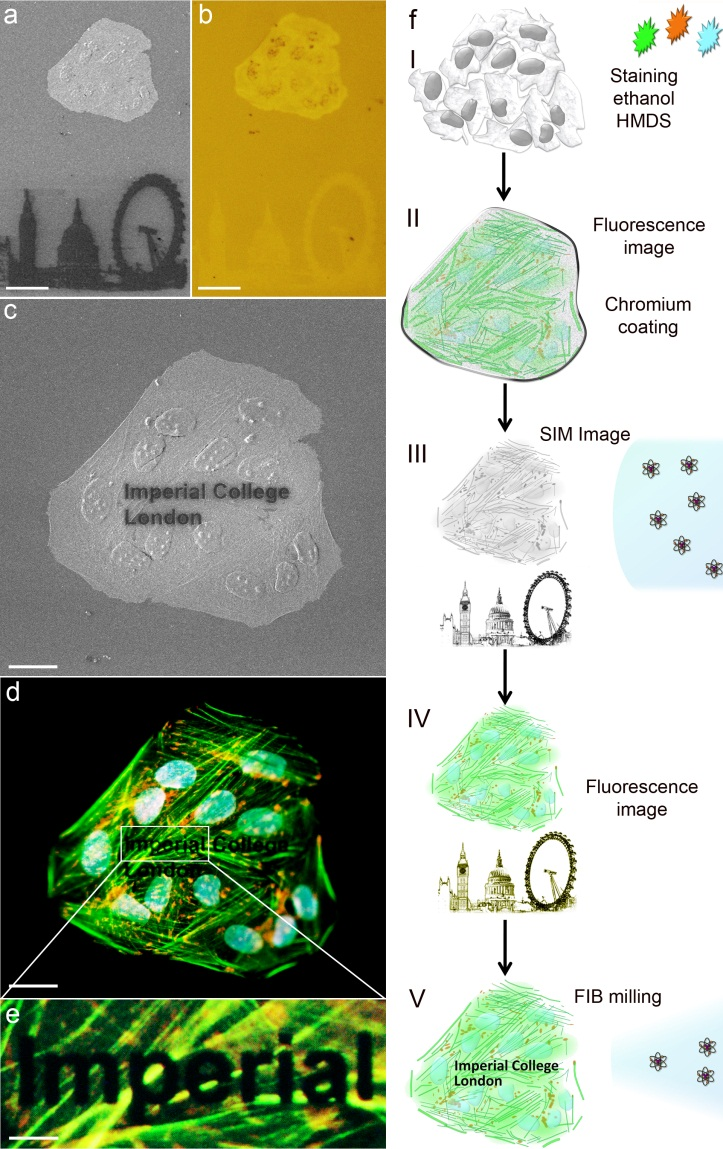 a
b
c
Imperial College
London
d
Imperial College
London
e
Imperial
f
I
Staining
ethanol
HMDS
II
Fluorescence
image
Chromium
coating
III
SIM Image
IV
Fluorescence
image
V
FIB milling
Imperial College
London